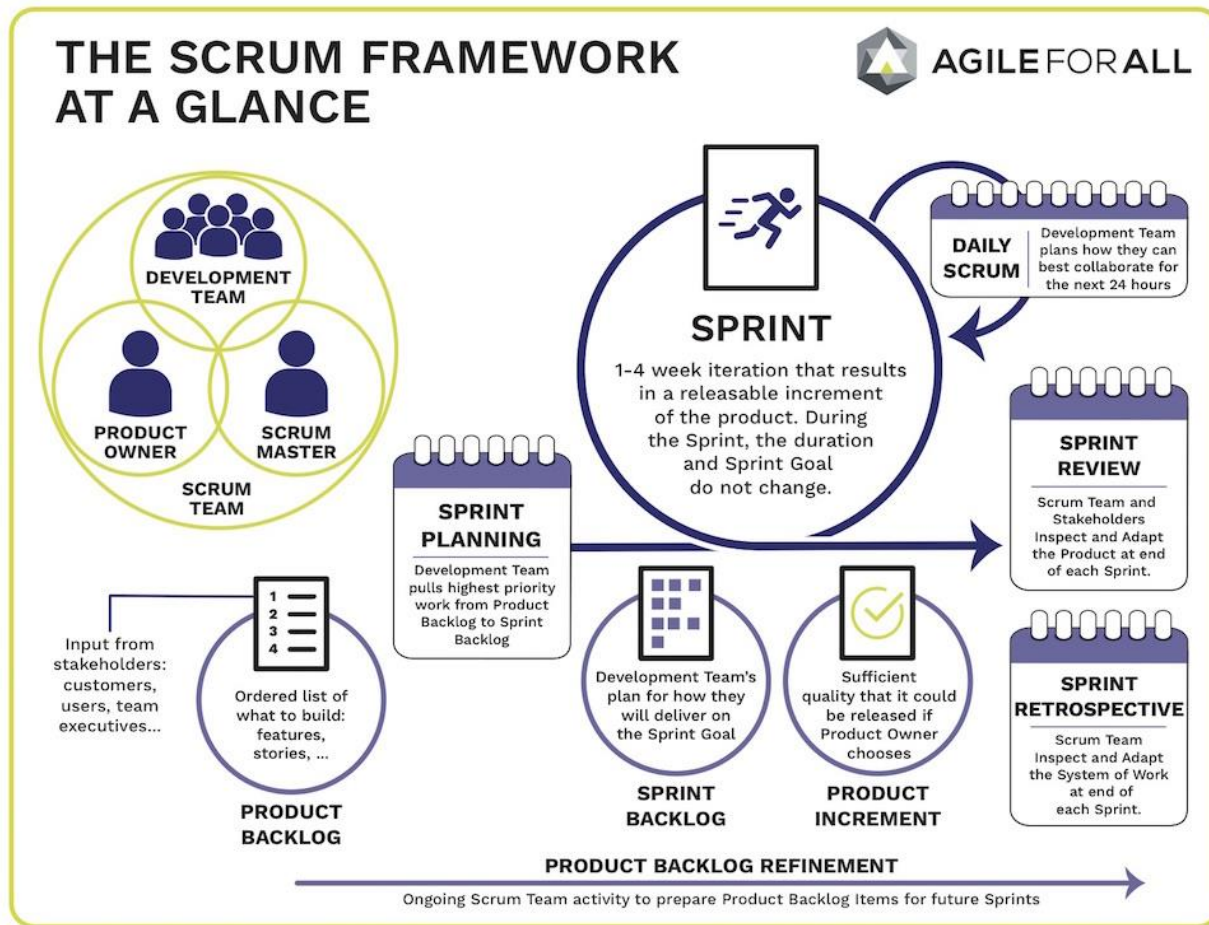 THE SCRUM FRAMEWORK
AT A GLANCE
AGILE FOR ALL
DEVELOPMENT
TEAM
PRODUCT
OWNER
SCRUM
MASTER
SCRUM
TEAM
SPRINT
1-4 week iteration that results
in a releasable increment
of the product. During
the Sprint, the duration
and Sprint Goal
do not change.
DAILY
SCRUM
Development Team
plans how they can
best collaborate for
the next 24 hours
SPRINT
PLANNING
Development Team
pulls highest priority
work from Product
Backlog to Sprint
Backlog
SPRINT
REVIEW
Scrum Team and
Stakeholders
Inspect and Adapt
the Product at end
of each Sprint.
Input from
stakeholders:
customers,
users, team
executives...
1
2
3
4
Ordered list of
what to build:
features,
stories, ...
PRODUCT
BACKLOG
Development Team's
plan for how they
will deliver on
the Sprint Goal
SPRINT
BACKLOG
Sufficient
quality that it could
be released if
Product Owner
chooses
PRODUCT
INCREMENT
SPRINT
RETROSPECTIVE
Scrum Team
Inspect and Adapt
the System of Work
at end of
each Sprint.
PRODUCT BACKLOG REFINEMENT
Ongoing Scrum Team activity to prepare Product Backlog Items for future Sprints